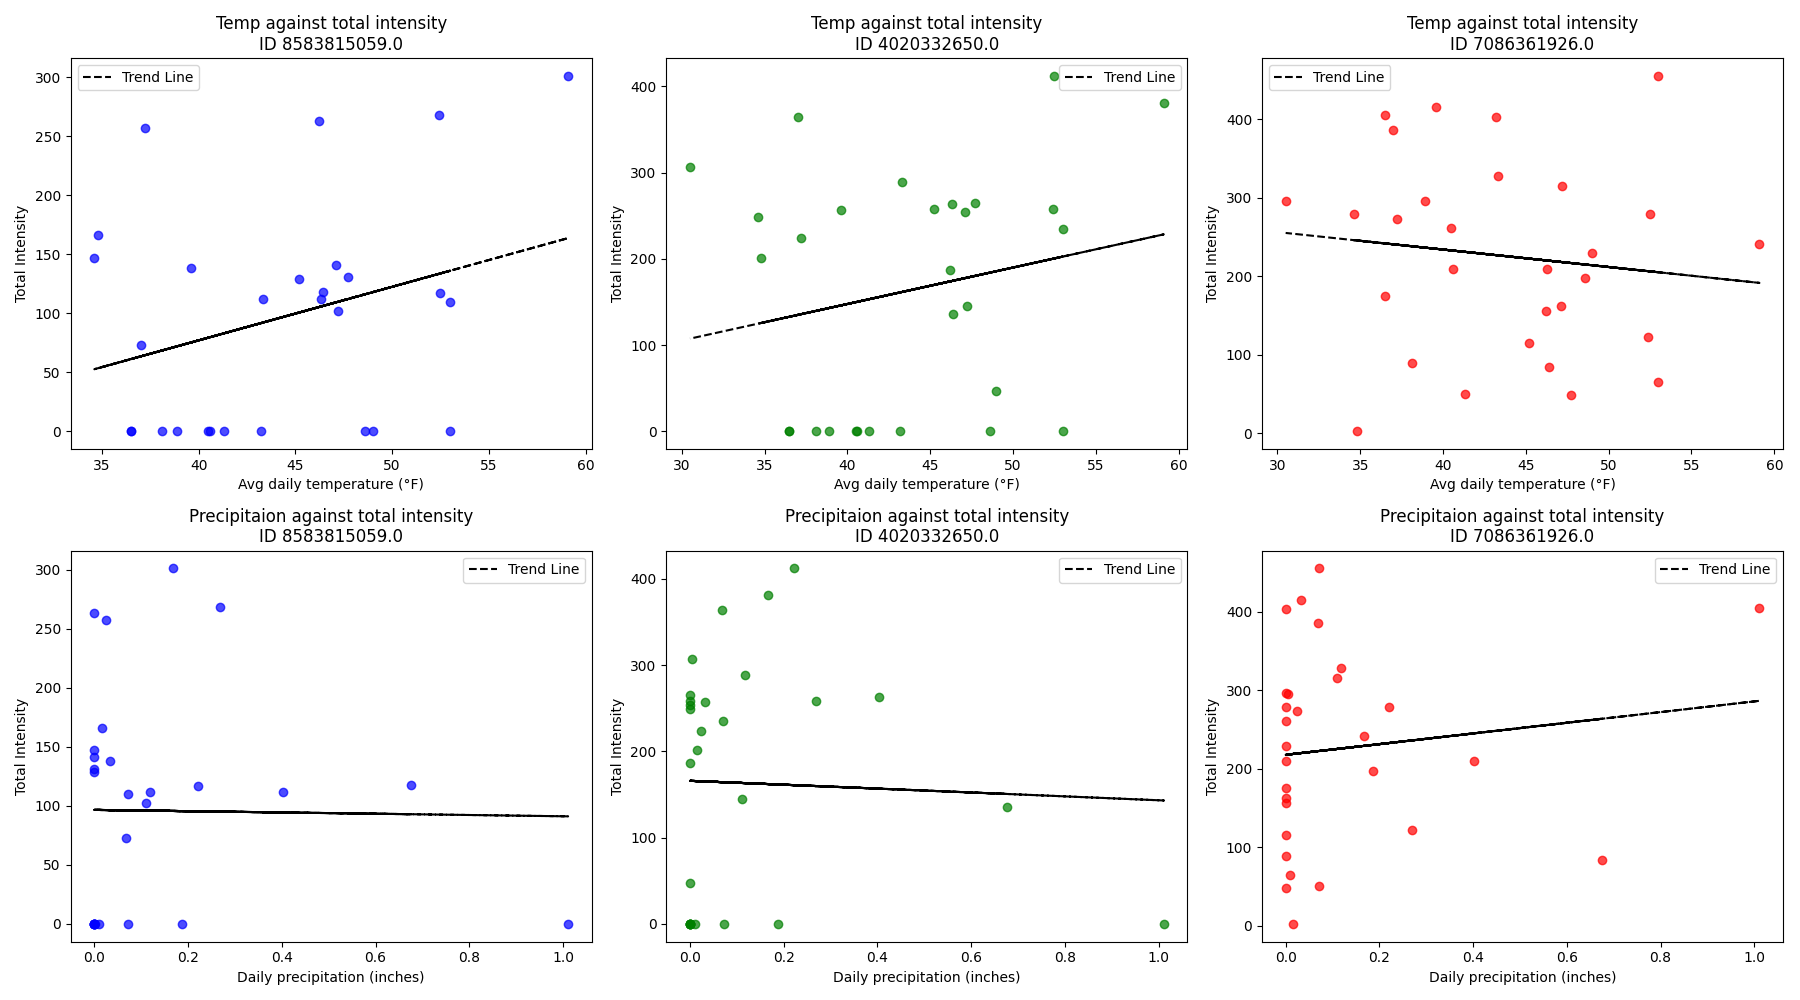 Temp against total intensity
ID 8583815059.0
Trend Line
300
250
200
150
100
50
0
Total Intensity
35
40
45
50
55
60
Avg daily temperature (°F)
Temp against total intensity
ID 4020332650.0
Trend Line
400
300
200
100
0
Total Intensity
30
35
40
45
50
55
60
Avg daily temperature (°F)
Temp against total intensity
ID 7086361926.0
Trend Line
400
300
200
100
0
Total Intensity
30
35
40
45
50
55
60
Avg daily temperature (°F)
Precipitaion against total intensity
ID 8583815059.0
Trend Line
300
250
200
150
100
50
0
Total Intensity
0.0
0.2
0.4
0.6
0.8
1.0
Daily precipitation (inches)
Precipitaion against total intensity
ID 4020332650.0
Trend Line
400
300
200
100
0
Total Intensity
0.0
0.2
0.4
0.6
0.8
1.0
Daily precipitation (inches)
Precipitaion against total intensity
ID 7086361926.0
Trend Line
400
300
200
100
0
Total Intensity
0.0
0.2
0.4
0.6
0.8
1.0
Daily precipitation (inches)